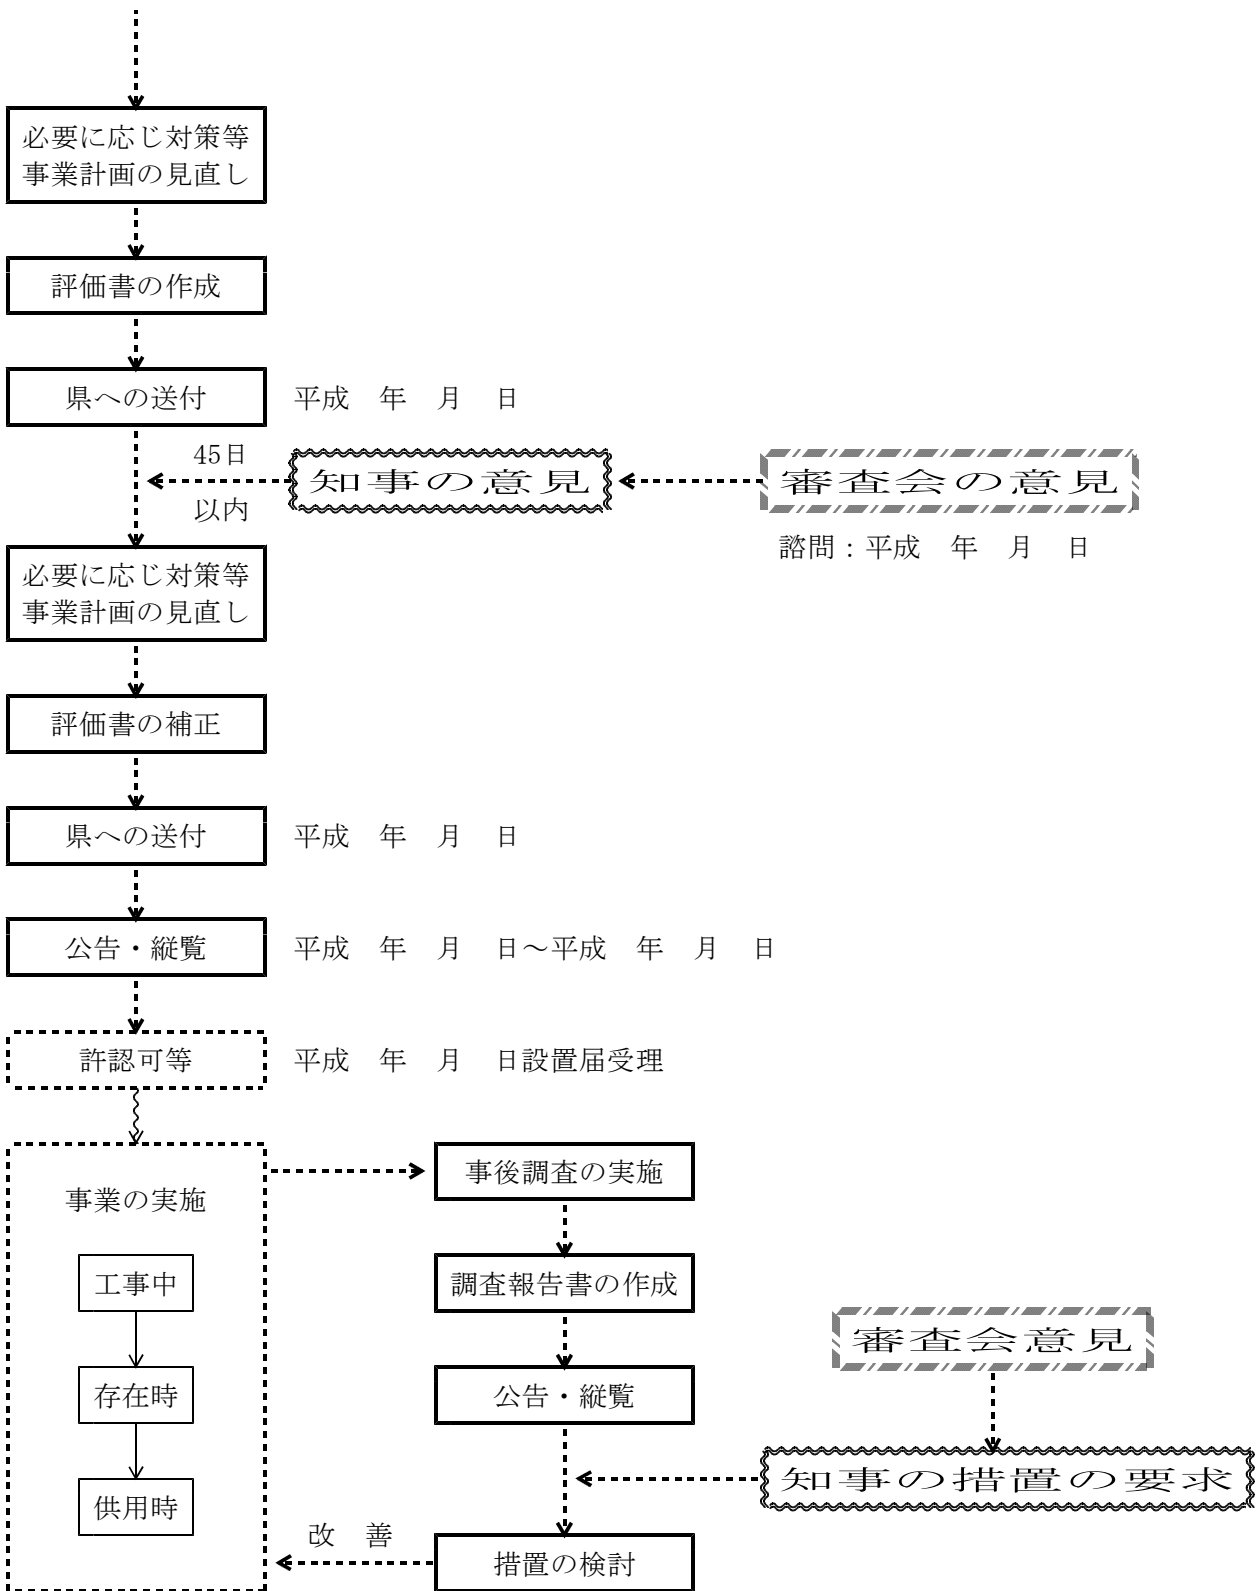 必要に応じ対策等
事業計画の見直し
評価書の作成
県への送付　平成　年　月　日
45日
以内
知事の意見
審査会の意見
諮問：平成　年　月　日
必要に応じ対策等
事業計画の見直し
評価書の補正
県への送付　平成　年　月　日
公告・縦覧　平成　年　月　日～平成　年　月　日
許認可等　平成　年　月　日設置届受理
事業の実施
工事中
存在時
供用時
事後調査の実施
調査報告書の作成
公告・縦覧
審査会意見
知事の措置の要求
改　善
措置の検討